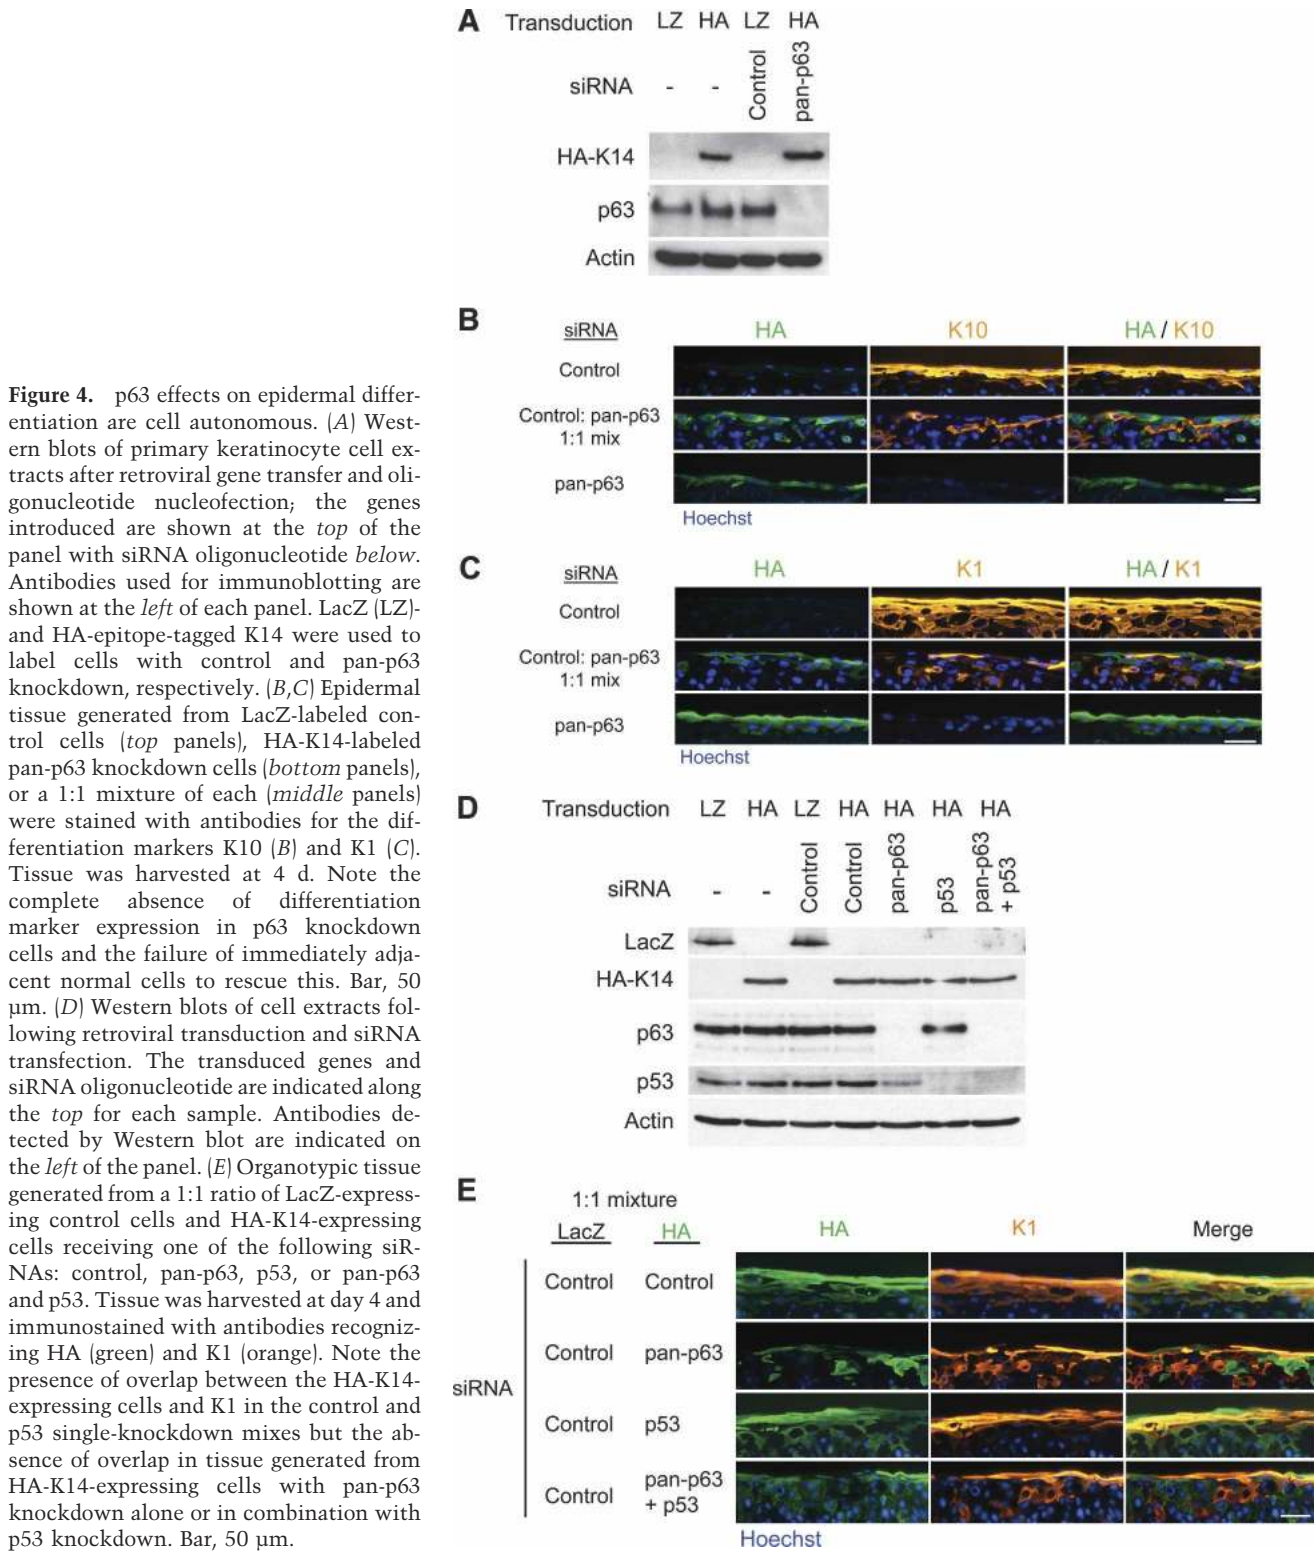 Figure 4. p63 effects on epidermal differ-
entiation are cell autonomous. (A) West-
ern blots of primary keratinocyte cell ex-
tracts after retroviral gene transfer and oli-
gonucleotide nucleofection; the genes
introduced are shown at the top of the
panel with siRNA oligonucleotide below.
Antibodies used for immunoblotting are
shown at the left of each panel. LacZ (LZ)-
and HA-epitope-tagged K14 were used to
label cells with control and pan-p63
knockdown, respectively. (B,C) Epidermal
tissue generated from LacZ-labeled con-
trol cells (top panels), HA-K14-labeled
pan-p63 knockdown cells (bottom panels),
or a 1:1 mixture of each (middle panels)
were stained with antibodies for the dif-
ferentiation markers K10 (B) and K1 (C).
Tissue was harvested at 4 d. Note the
complete absence of differentiation
marker expression in p63 knockdown
cells and the failure of immediately adja-
cent normal cells to rescue this. Bar, 50
µm. (D) Western blots of cell extracts fol-
lowing retroviral transduction and siRNA
transfection. The transduced genes and
siRNA oligonucleotide are indicated along
the top for each sample. Antibodies de-
tected by Western blot are indicated on
the left of the panel. (E) Organotypic tissue
generated from a 1:1 ratio of LacZ-express-
ing control cells and HA-K14-expressing
cells receiving one of the following siR-
NAs: control, pan-p63, p53, or pan-p63
and p53. Tissue was harvested at day 4 and
immunostained with antibodies recogniz-
ing HA (green) and K1 (orange). Note the
presence of overlap between the HA-K14-
expressing cells and K1 in the control and
p53 single-knockdown mixes but the ab-
sence of overlap in tissue generated from
HA-K14-expressing cells with pan-p63
knockdown alone or in combination with
p53 knockdown. Bar, 50 µm.
A
Transduction LZ HA LZ HA
siRNA - - Control pan-p63
HA-K14
p63
Actin
B
siRNA HA K10 HA / K10
Control
Control: pan-p63
1:1 mix
pan-p63
Hoechst
C
siRNA HA K1 HA / K1
Control
Control: pan-p63
1:1 mix
pan-p63
Hoechst
D
Transduction LZ HA LZ HA HA HA HA
siRNA - - Control Control pan-p63 p53 pan-p63 + p53
LacZ
HA-K14
p63
p53
Actin
E
1:1 mixture
LacZ HA HA K1 Merge
siRNA
Control Control
Control pan-p63
Control p53
Control pan-p63
+ p53
Hoechst